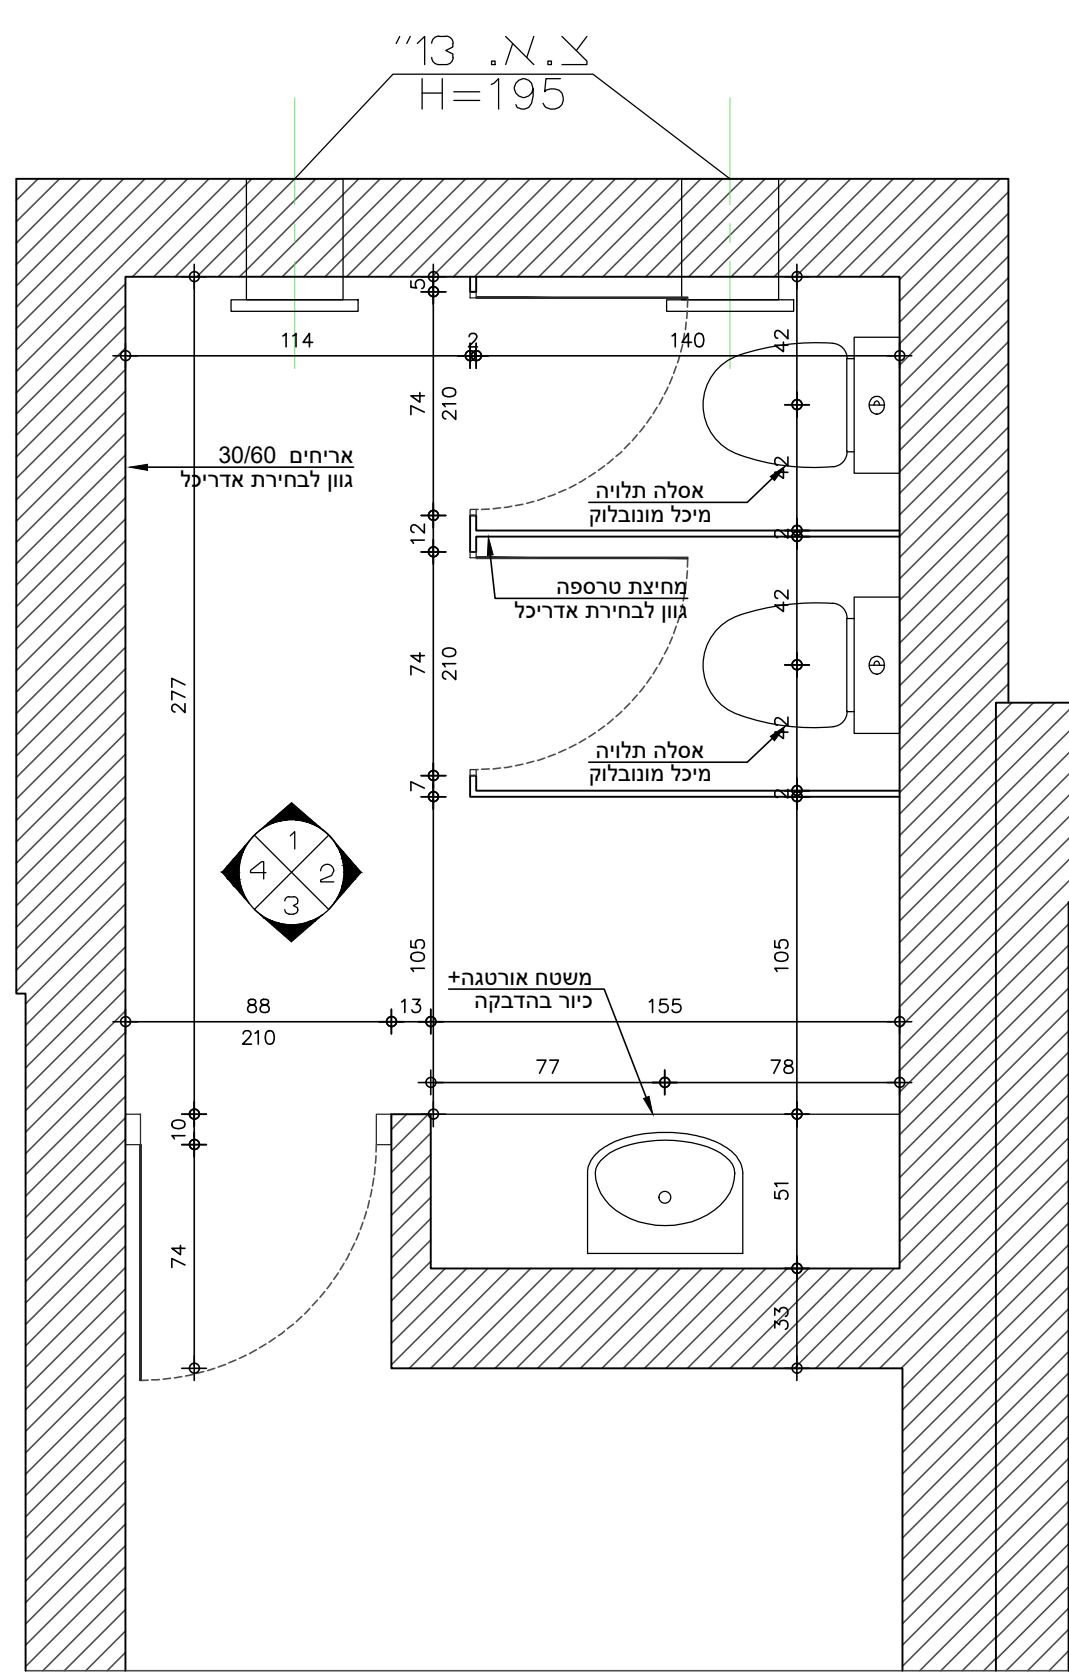 צ.א. 13"
H=195
5
114
2
140
42
74
210
אריחים 30/60
גוון לבחירת אדריכל
42
אסלה תלויה
מיכל מונובלוק
12
2
מחיצת טרספה
גוון לבחירת אדריכל
42
74
210
277
42
אסלה תלויה
מיכל מונובלוק
7
2
1
4
2
3
105
105
משטח אורטגה+
כיור בהדבקה
88
210
13
155
77
78
10
51
74
33